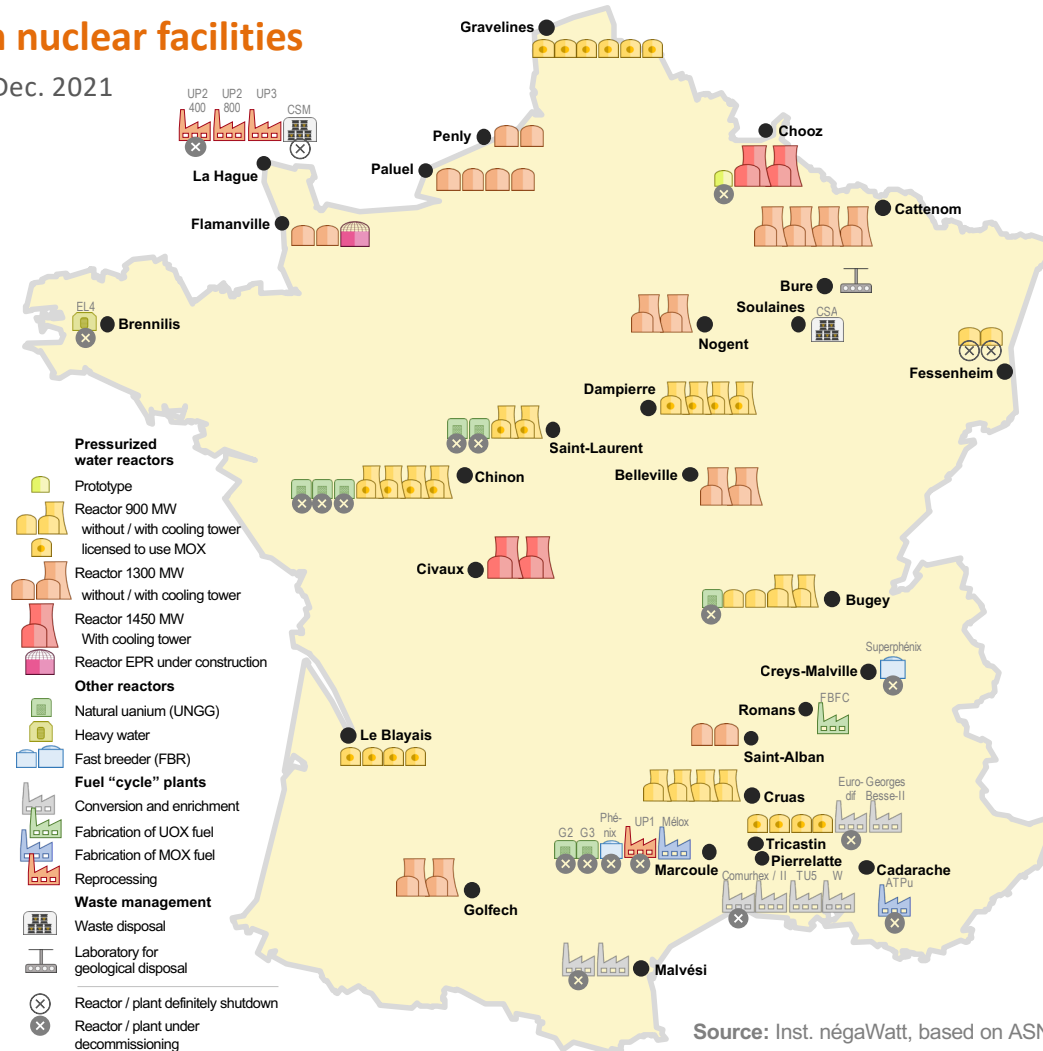 n nuclear facilities
Dec. 2021
Gravelines
UP2
400
UP2
800
UP3
CSM
La Hague
Penly
Paluel
Chooz
Flamanville
Cattenom
Bure
Soulaines
CSA
EL4
Brennilis
Nogent
Fessenheim
Dampierre
Saint-Laurent
Chinon
Belleville
Civaux
Bugey
Superphénix
Creys-Malville
Romans
FBFC
Le Blayais
Saint-Alban
Cruas
Euro-
dif
Georges
Besse-II
G2
G3
Phé-
nix
UP1
Mélox
Marcoule
Tricastin
Pierrelatte
Cadarache
Comurhex / II
TU5
W
ATPu
Golfech
Malvési
Pressurized
water reactors
Prototype
Reactor 900 MW
without / with cooling tower
licensed to use MOX
Reactor 1300 MW
without / with cooling tower
Reactor 1450 MW
With cooling tower
Reactor EPR under construction
Other reactors
Natural uanium (UNGG)
Heavy water
Fast breeder (FBR)
Fuel “cycle” plants
Conversion and enrichment
Fabrication of UOX fuel
Fabrication of MOX fuel
Reprocessing
Waste management
Waste disposal
Laboratory for
geological disposal
Reactor / plant definitely shutdown
Reactor / plant under
decommissioning
Source: Inst. négaWatt, based on ASN